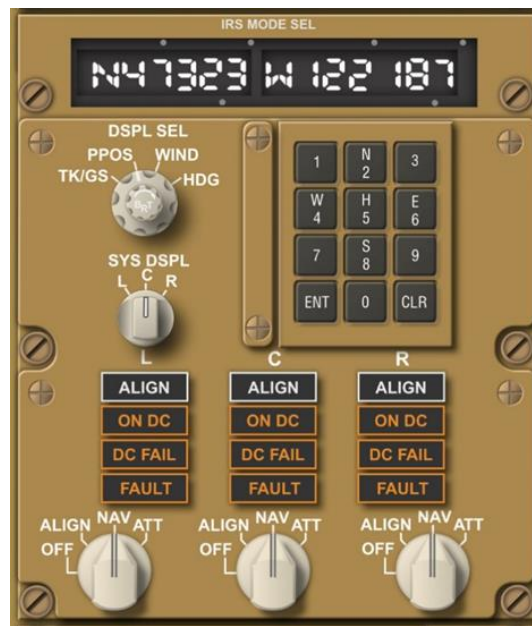 IRS MODE SEL
N47323 W122 187
DSPL SEL
PPOS WIND
TK/GS HDG
BRT
SYS DSPL
L C R
1 N 2 3
W 4 H 5 E 6
7 S 8 9
ENT 0 CLR
L C R
ALIGN ALIGN ALIGN
ON DC ON DC ON DC
DC FAIL DC FAIL DC FAIL
FAULT FAULT FAULT
ALIGN NAV ATT ALIGN NAV ATT ALIGN NAV ATT
OFF OFF OFF